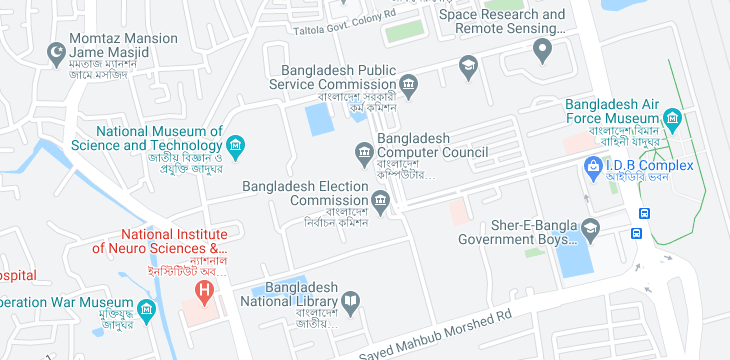 Taltola Govt. Colony Rd
Space Research and
Remote Sensing...
Momtaz Mansion
Jame Masjid
মমতাজ ম্যানশন
জামে মসজিদ
Bangladesh Public
Service Commission
বাংলাদেশ সরকারী
কর্ম কমিশন
Bangladesh Air
Force Museum
বাংলাদেশ বিমান
বাহিনী যাদুঘর
National Museum of
Science and Technology
জাতীয় বিজ্ঞান ও
প্রযুক্তি জাদুঘর
Bangladesh
Computer Council
বাংলাদেশ
কম্পিউটার...
I.D.B Complex
আইডিবি ভবন
Bangladesh Election
Commission
বাংলাদেশ
নির্বাচন কমিশন
Sher-E-Bangla
Government Boys...
National Institute
of Neuro Sciences &...
ন্যাশনাল
ইনস্টিটিউট অব...
ospital
H
Bangladesh
National Library
বাংলাদেশ
জাতীয়...
peration War Museum
মুক্তিযুদ্ধ
জাদুঘর
Sayed Mahbub Morshed Rd